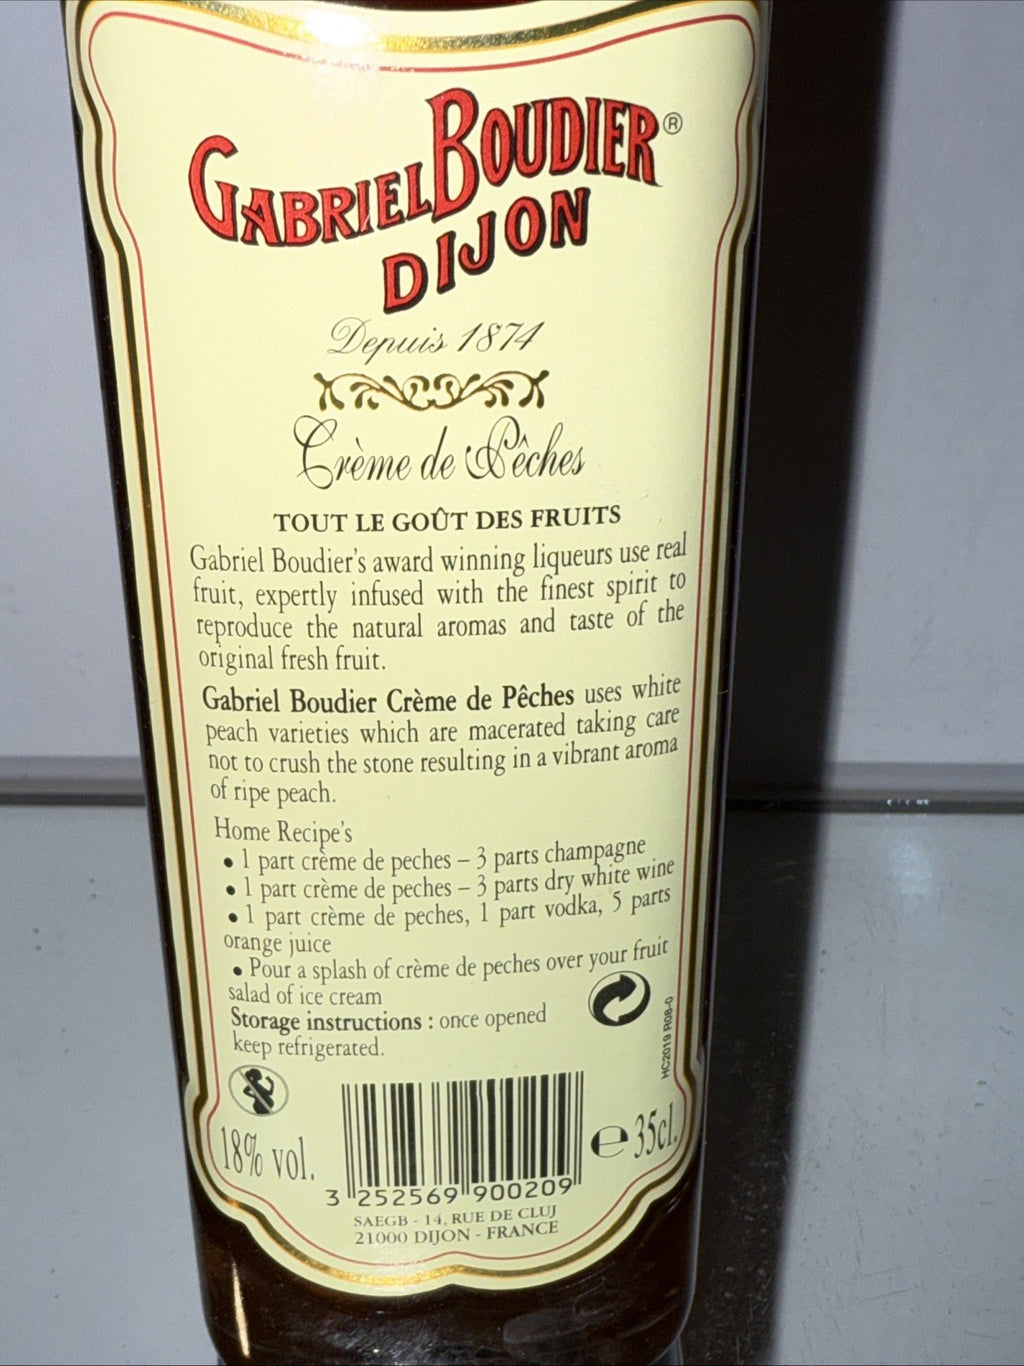 GABRIEL BOUDIER®
DIJON
Depuis 1874
Crème de Pêches
TOUT LE GOÛT DES FRUITS
Gabriel Boudier's award winning liqueurs use real
fruit, expertly infused with the finest spirit to
reproduce the natural aromas and taste of the
original fresh fruit.
Gabriel Boudier Crème de Pêches uses white
peach varieties which are macerated taking care
not to crush the stone resulting in a vibrant aroma
of ripe peach.
Home Recipe's
• 1 part crème de peches – 3 parts champagne
• 1 part crème de peches – 3 parts dry white wine
• 1 part crème de peches, 1 part vodka, 5 parts
orange juice
• Pour a splash of crème de peches over your fruit
salad of ice cream
Storage instructions : once opened
keep refrigerated.
HC2019 R08-0
18% vol.
e 35cl.
3 252569 900209
SAEGB - 14, RUE DE CLUJ
21000 DIJON - FRANCE